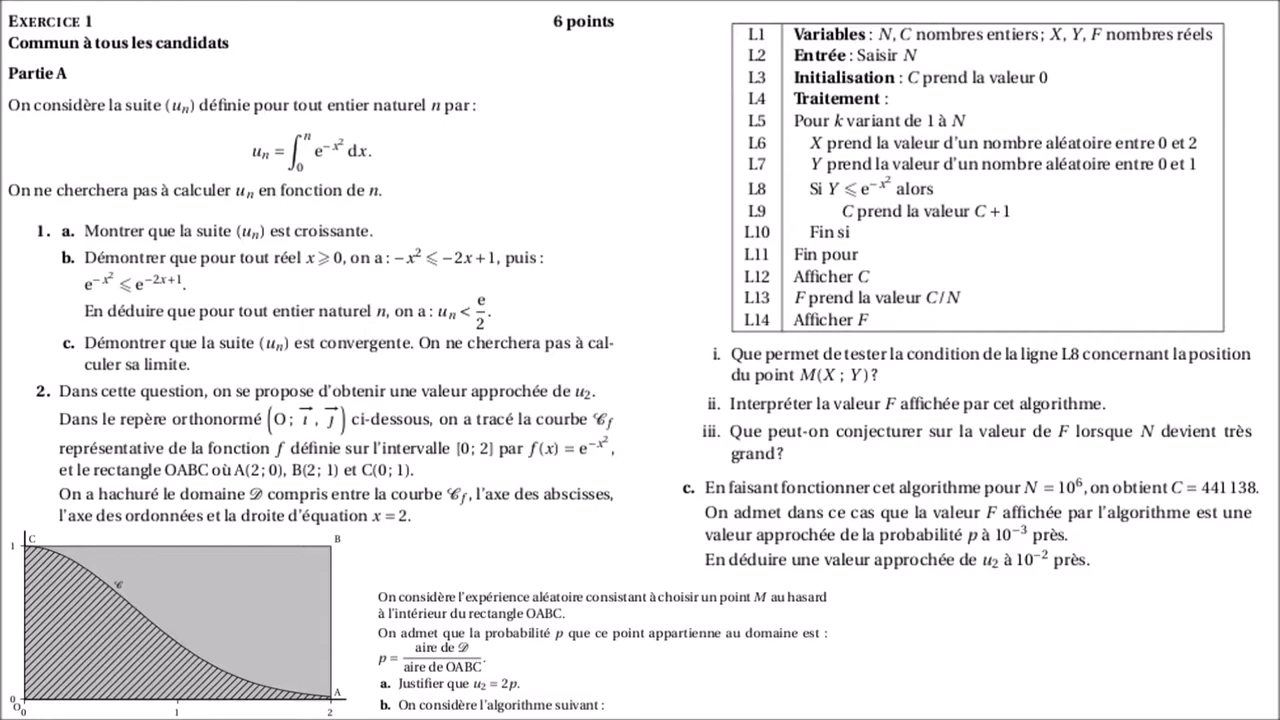 EXERCICE 1 6 points
Commun à tous les candidats
Partie A
On considère la suite (uₙ) définie pour tout entier naturel n par :
uₙ = ∫₀ⁿ e^{−x²} dx.
On ne cherchera pas à calculer uₙ en fonction de n.
1. a. Montrer que la suite (uₙ) est croissante.
b. Démontrer que pour tout réel x ⩾ 0, on a : −x² ⩽ −2x+1, puis :
e^{−x²} ⩽ e^{−2x+1}.
En déduire que pour tout entier naturel n, on a : uₙ < e/2.
c. Démontrer que la suite (uₙ) est convergente. On ne cherchera pas à cal-
culer sa limite.
2. Dans cette question, on se propose d'obtenir une valeur approchée de u₂.
Dans le repère orthonormé (O ; i⃗, j⃗) ci-dessous, on a tracé la courbe 𝒞f
représentative de la fonction f définie sur l'intervalle [0; 2] par f(x) = e^{−x²},
et le rectangle OABC où A(2; 0), B(2; 1) et C(0; 1).
On a hachuré le domaine 𝒟 compris entre la courbe 𝒞f, l'axe des abscisses,
l'axe des ordonnées et la droite d'équation x = 2.
C B
1
𝒞
A
0
O
0 1 2
On considère l'expérience aléatoire consistant à choisir un point M au hasard
à l'intérieur du rectangle OABC.
On admet que la probabilité p que ce point appartienne au domaine est :
p = aire de 𝒟 / aire de OABC.
a. Justifier que u₂ = 2p.
b. On considère l'algorithme suivant :
L1 Variables : N, C nombres entiers ; X, Y, F nombres réels
L2 Entrée : Saisir N
L3 Initialisation : C prend la valeur 0
L4 Traitement :
L5 Pour k variant de 1 à N
L6 X prend la valeur d'un nombre aléatoire entre 0 et 2
L7 Y prend la valeur d'un nombre aléatoire entre 0 et 1
L8 Si Y ⩽ e^{−x²} alors
L9 C prend la valeur C + 1
L10 Fin si
L11 Fin pour
L12 Afficher C
L13 F prend la valeur C/N
L14 Afficher F
i. Que permet de tester la condition de la ligne L8 concernant la position
du point M(X ; Y) ?
ii. Interpréter la valeur F affichée par cet algorithme.
iii. Que peut-on conjecturer sur la valeur de F lorsque N devient très
grand ?
c. En faisant fonctionner cet algorithme pour N = 10⁶, on obtient C = 441 138.
On admet dans ce cas que la valeur F affichée par l'algorithme est une
valeur approchée de la probabilité p à 10⁻³ près.
En déduire une valeur approchée de u₂ à 10⁻² près.